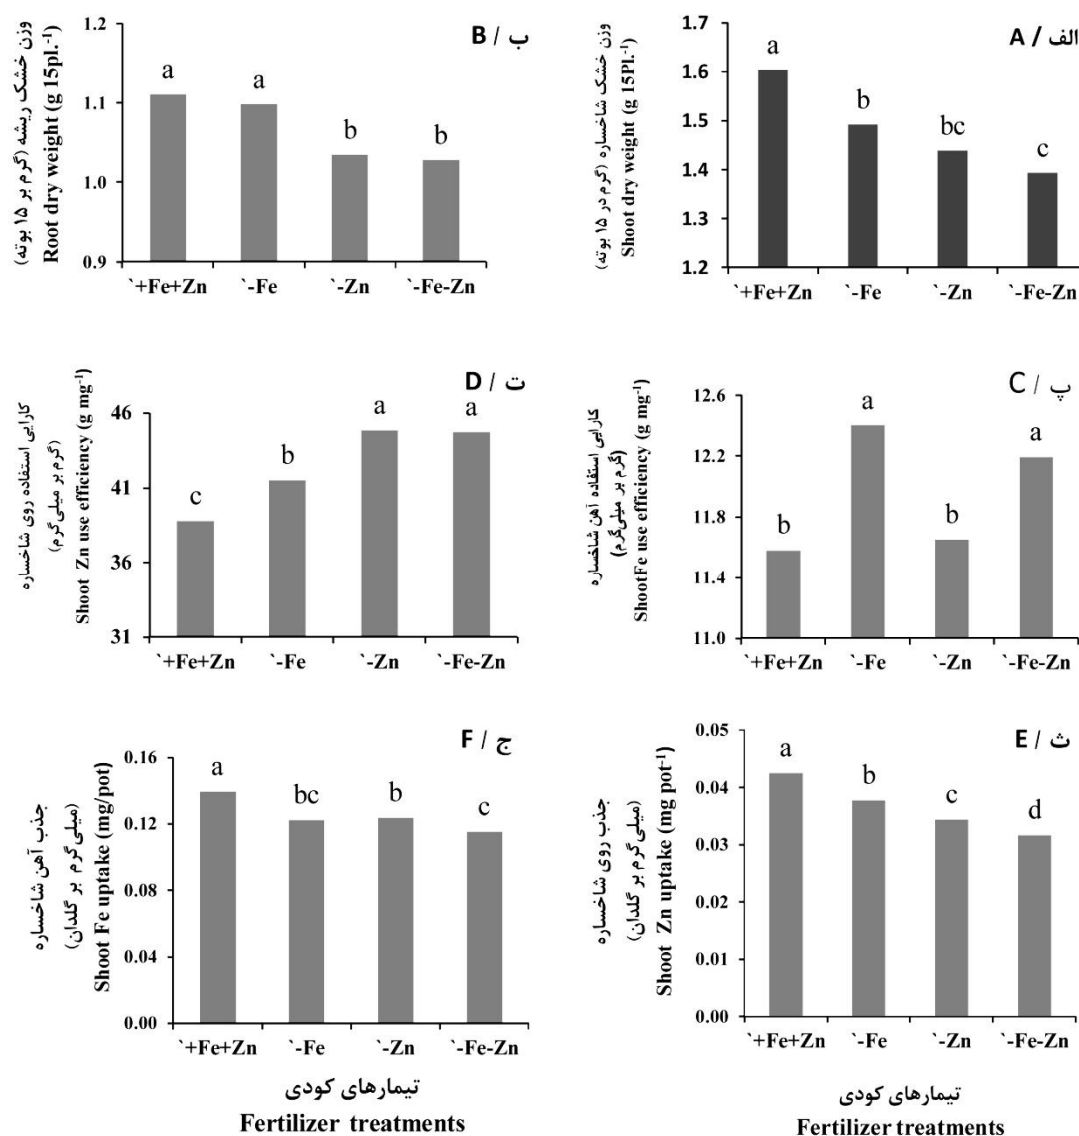 ب / B
وزن خشک ریشه (گرم بر ۱۵ بوته)
Root dry weight (g 15pl.⁻¹)
1.2
1.1
1.0
0.9
a
a
b
b
`+Fe+Zn
`-Fe
`-Zn
`-Fe-Zn
الف / A
وزن خشک شاخساره (گرم در ۱۵ بوته)
Shoot dry weight (g 15Pl.⁻¹)
1.7
1.6
1.5
1.4
1.3
1.2
a
b
bc
c
`+Fe+Zn
`-Fe
`-Zn
`-Fe-Zn
ت / D
کارایی استفاده روی شاخساره
(گرم بر میلی‌گرم)
Shoot Zn use efficiency (g mg⁻¹)
46
41
36
31
c
b
a
a
`+Fe+Zn
`-Fe
`-Zn
`-Fe-Zn
پ / C
کارایی استفاده آهن شاخساره
(گرم بر میلی‌گرم)
ShootFe use efficiency (g mg⁻¹)
12.6
12.2
11.8
11.4
11.0
b
a
b
a
`+Fe+Zn
`-Fe
`-Zn
`-Fe-Zn
ج / F
جذب آهن شاخساره
(میلی‌گرم بر گلدان)
Shoot Fe uptake (mg/pot)
0.16
0.12
0.08
0.04
0.00
a
bc
b
c
`+Fe+Zn
`-Fe
`-Zn
`-Fe-Zn
تیمارهای کودی
Fertilizer treatments
ث / E
جذب روی شاخساره
(میلی‌گرم بر گلدان)
Shoot Zn uptake (mg pot⁻¹)
0.05
0.04
0.03
0.02
0.01
0.00
a
b
c
d
`+Fe+Zn
`-Fe
`-Zn
`-Fe-Zn
تیمارهای کودی
Fertilizer treatments